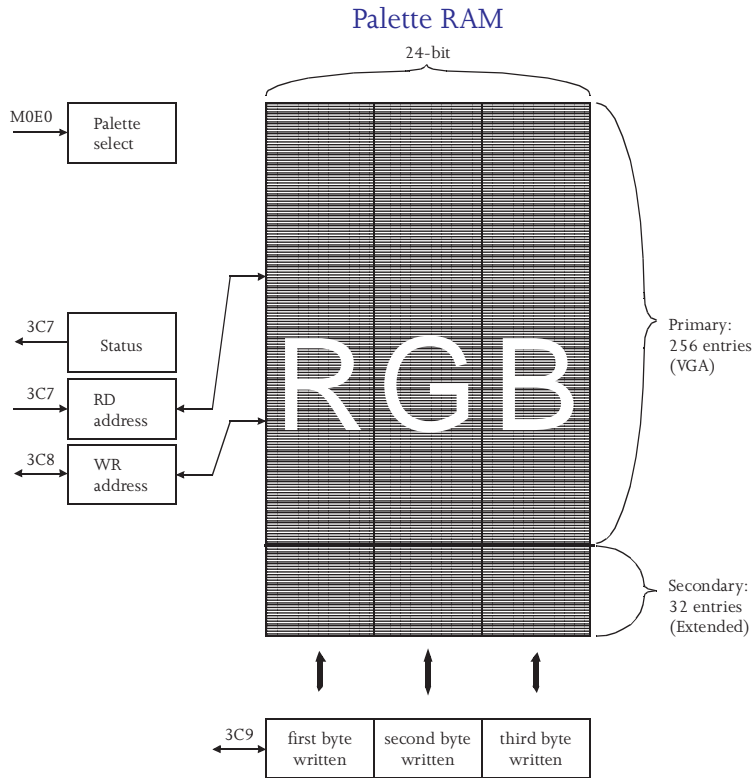 Palette RAM
24-bit
M0E0
Palette
select
3C7
Status
3C7
RD
address
3C8
WR
address
RGB
Primary:
256 entries
(VGA)
Secondary:
32 entries
(Extended)
3C9
first byte
written
second byte
written
third byte
written